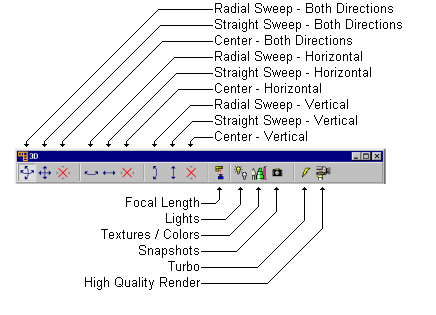 Radial Sweep - Both Directions
Straight Sweep - Both Directions
Center - Both Directions
Radial Sweep - Horizontal
Straight Sweep - Horizontal
Center - Horizontal
Radial Sweep - Vertical
Straight Sweep - Vertical
Center - Vertical
3D
Focal Length
Lights
Textures / Colors
Snapshots
Turbo
High Quality Render